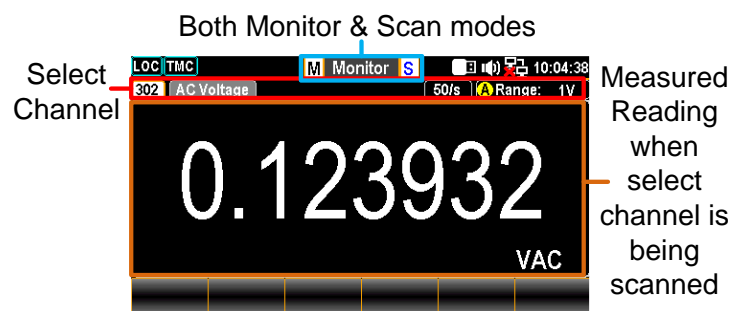 Both Monitor & Scan modes
LOC TMC M Monitor S 10:04:38
Select
Channel
302 AC Voltage 50/s A Range: 1V
0.123932
VAC
Measured
Reading
when
select
channel is
being
scanned